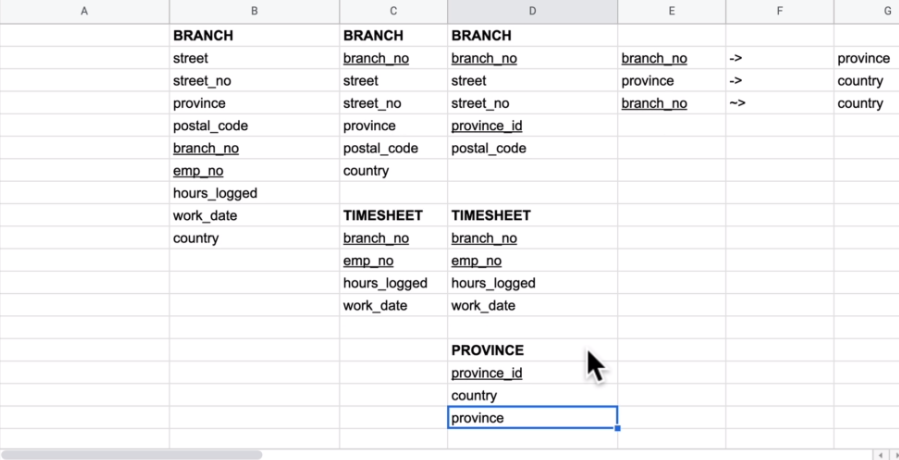 A B C D E F G
BRANCH BRANCH BRANCH
street branch_no branch_no branch_no -> province
street_no street street province -> country
province street_no street_no branch_no ~> country
postal_code province province_id
branch_no postal_code postal_code
emp_no country
hours_logged
work_date TIMESHEET TIMESHEET
country branch_no branch_no
emp_no emp_no
hours_logged hours_logged
work_date work_date
PROVINCE
province_id
country
province